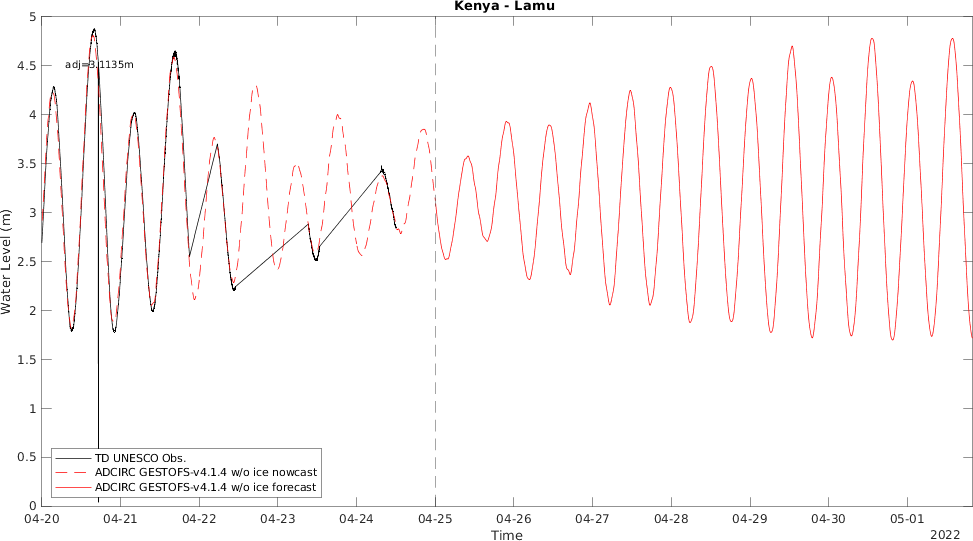 Kenya - Lamu
5
4.5
4
3.5
3
2.5
2
1.5
1
0.5
0
Water Level (m)
adj=3.1135m
TD UNESCO Obs.
ADCIRC GESTOFS-v4.1.4 w/o ice nowcast
ADCIRC GESTOFS-v4.1.4 w/o ice forecast
04-20 04-21 04-22 04-23 04-24 04-25 04-26 04-27 04-28 04-29 04-30 05-01
Time
2022